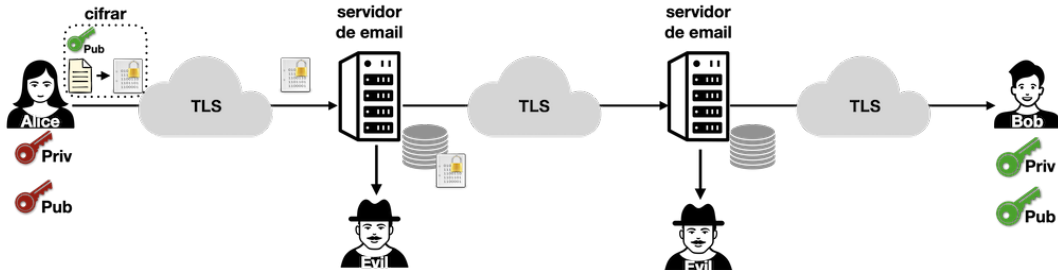 cifrar
Pub
servidor
de email
servidor
de email
TLS
TLS
TLS
Alice
Bob
Priv
Pub
Priv
Pub
Evil
Evil